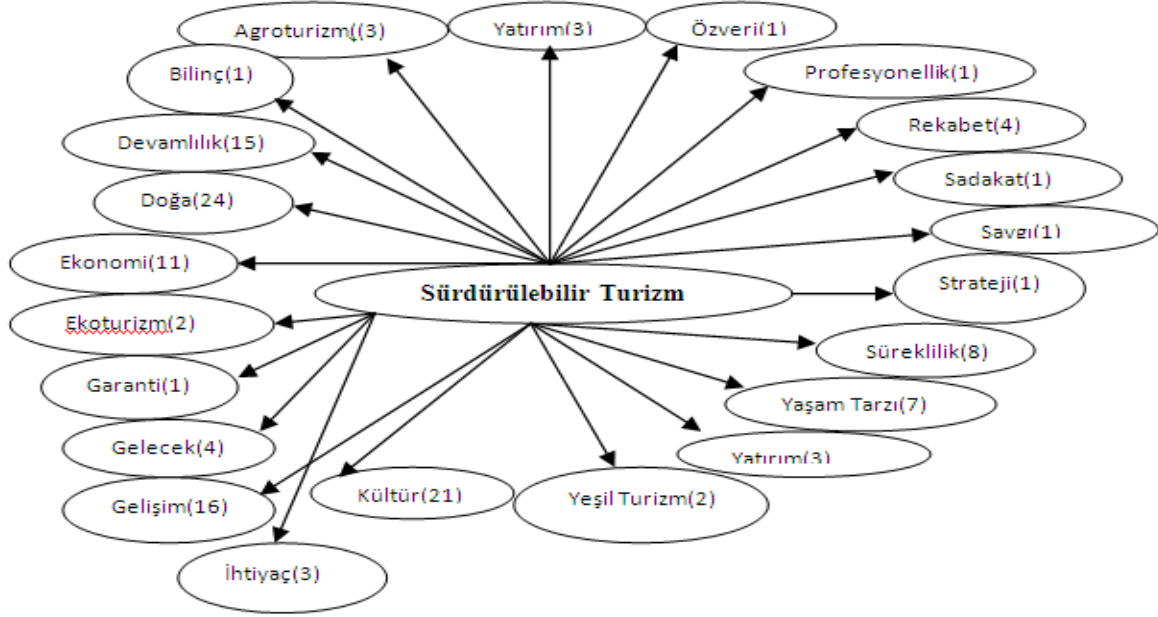 Agroturizm((3)
Yatırım(3)
Özveri(1)
Bilinç(1)
Profesyonellik(1)
Devamlılık(15)
Rekabet(4)
Doğa(24)
Sadakat(1)
Saygı(1)
Ekonomi(11)
Sürdürülebilir Turizm
Strateji(1)
Ekoturizm(2)
Süreklilik(8)
Garanti(1)
Yaşam Tarzı(7)
Gelecek(4)
Yatırım(3)
Gelişim(16)
Kültür(21)
Yeşil Turizm(2)
İhtiyaç(3)